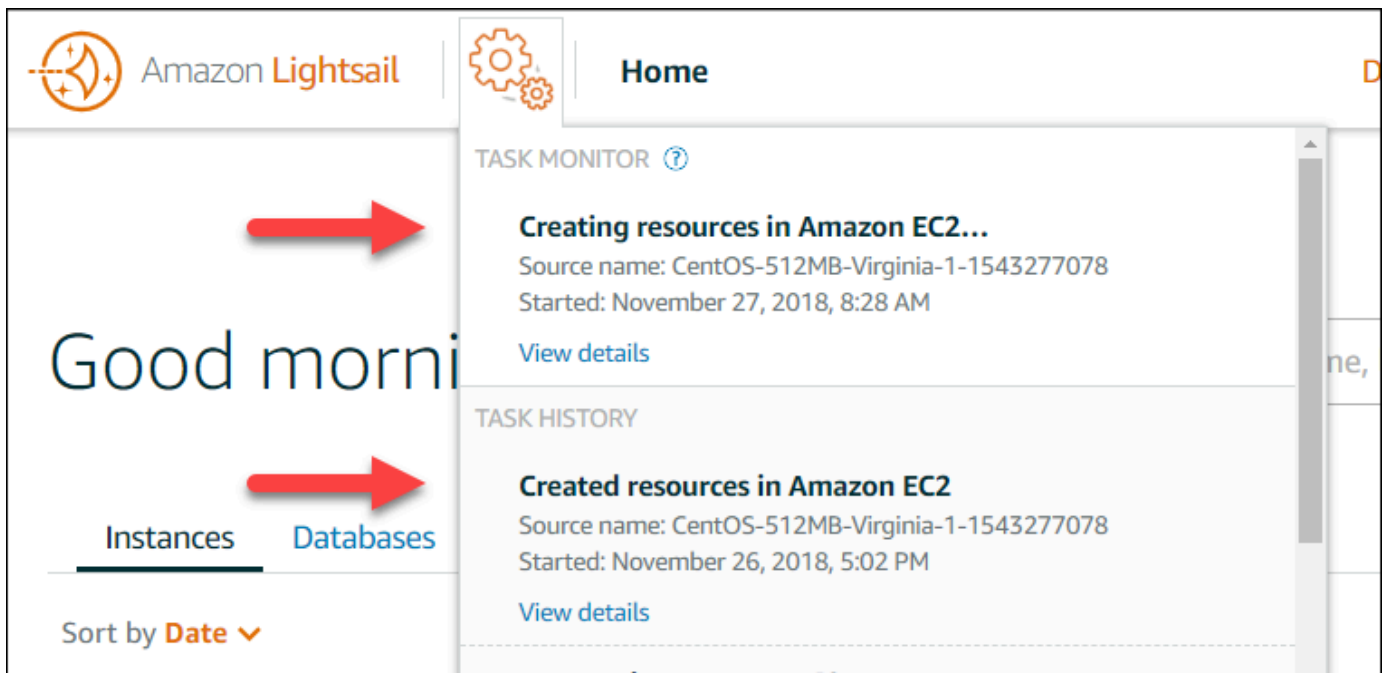 Amazon Lightsail
Home
TASK MONITOR ?
Creating resources in Amazon EC2...
Source name: CentOS-512MB-Virginia-1-1543277078
Started: November 27, 2018, 8:28 AM
View details
Good morni
TASK HISTORY
Created resources in Amazon EC2
Source name: CentOS-512MB-Virginia-1-1543277078
Started: November 26, 2018, 5:02 PM
View details
Instances Databases
Sort by Date